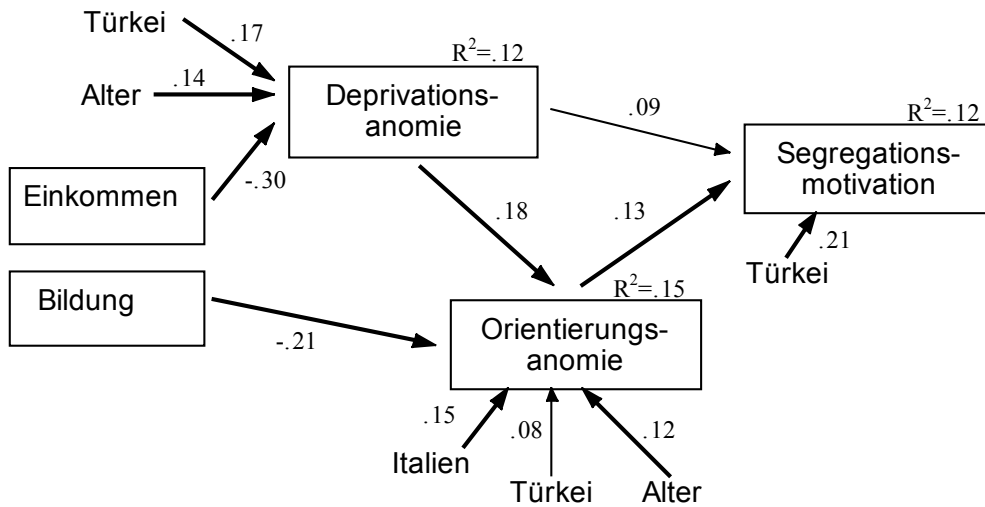 Türkei
.17
R²=.12
Alter
.14
Deprivations-
anomie
.09
R²=.12
Segregations-
motivation
-.30
Einkommen
.18
.13
.21
Türkei
Bildung
-.21
R²=.15
Orientierungs-
anomie
.15
.08
.12
Italien
Türkei
Alter